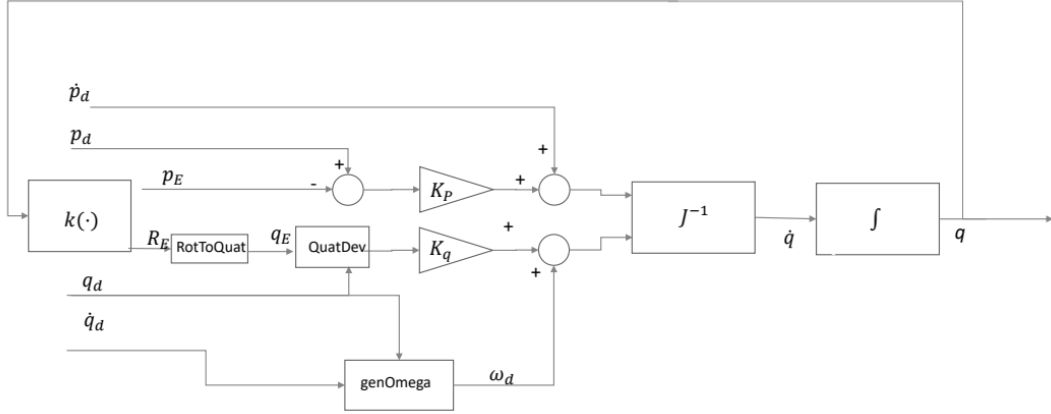 ṗ_d
p_d
+
+
p_E
-
+
K_P
k(·)
J⁻¹
∫
R_E
RotToQuat
q_E
QuatDev
K_q
+
+
q̇
q
q_d
q̇_d
genOmega
ω_d